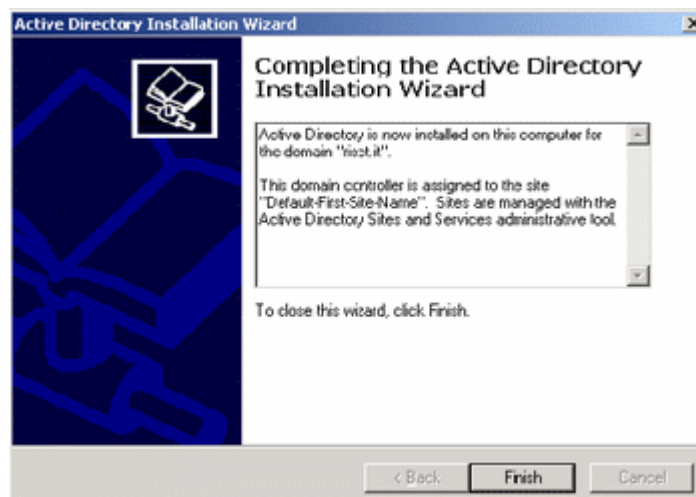 Active Directory Installation Wizard
Completing the Active Directory
Installation Wizard
Active Directory is now installed on this computer for
the domain
This domain controller is assigned to the site
"Default-First-Site-Name". Sites are managed with the
Active Directory Sites and Services administrative tool.
To close this wizard, click Finish.
< Back
Finish
Cancel